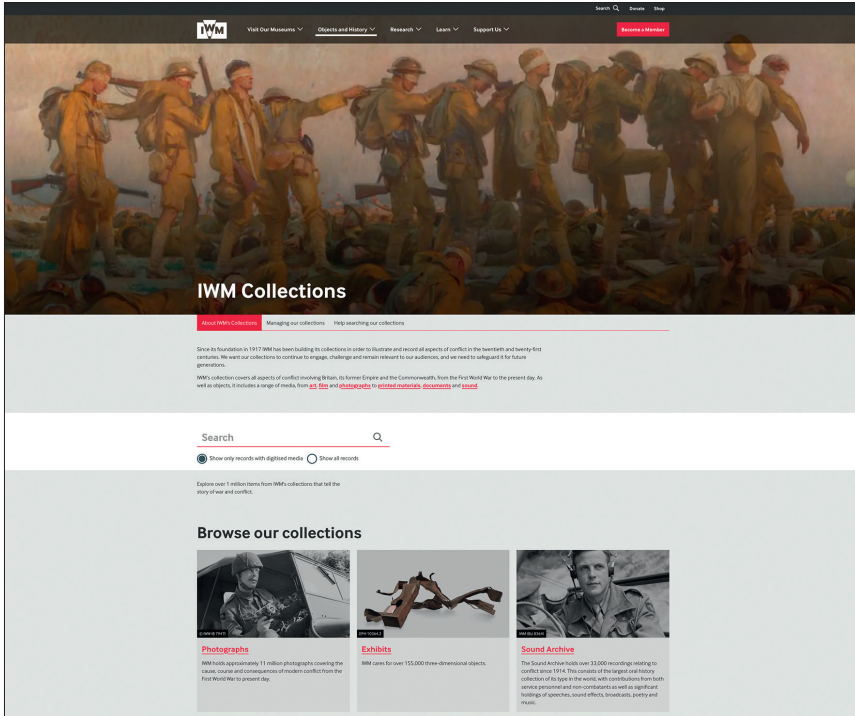 Search Donate Shop
IWM Visit Our Museums Objects and History Research Learn Support Us Become a Member
IWM Collections
About IWM's Collections Managing our collections Help searching our collections
Since its foundation in 1917 IWM has been building its collections in order to illustrate and record all aspects of conflict in the twentieth and twenty-first
centuries. We want our collections to continue to engage, challenge and remain relevant to our audiences, and we need to safeguard it for future
generations.
IWM's collection covers all aspects of conflict involving Britain, its former Empire and the Commonwealth, from the First World War to the present day. As
well as objects, it includes a range of media, from art, film and photographs to printed materials, documents and sound.
Search
Show only records with digitised media Show all records
Explore over 1 million items from IWM's collections that tell the
story of war and conflict.
Browse our collections
© IWM (B 7947)
EPH 10364.2
IWM (BU 8366)
Photographs
IWM holds approximately 11 million photographs covering the
cause, course and consequences of modern conflict from the
First World War to present day.
Exhibits
IWM cares for over 155,000 three-dimensional objects.
Sound Archive
The Sound Archive holds over 33,000 recordings relating to
conflict since 1914. This consists of the largest oral history
collection of its type in the world, with contributions from both
service personnel and non-combatants as well as significant
holdings of speeches, sound effects, broadcasts, poetry and
music.